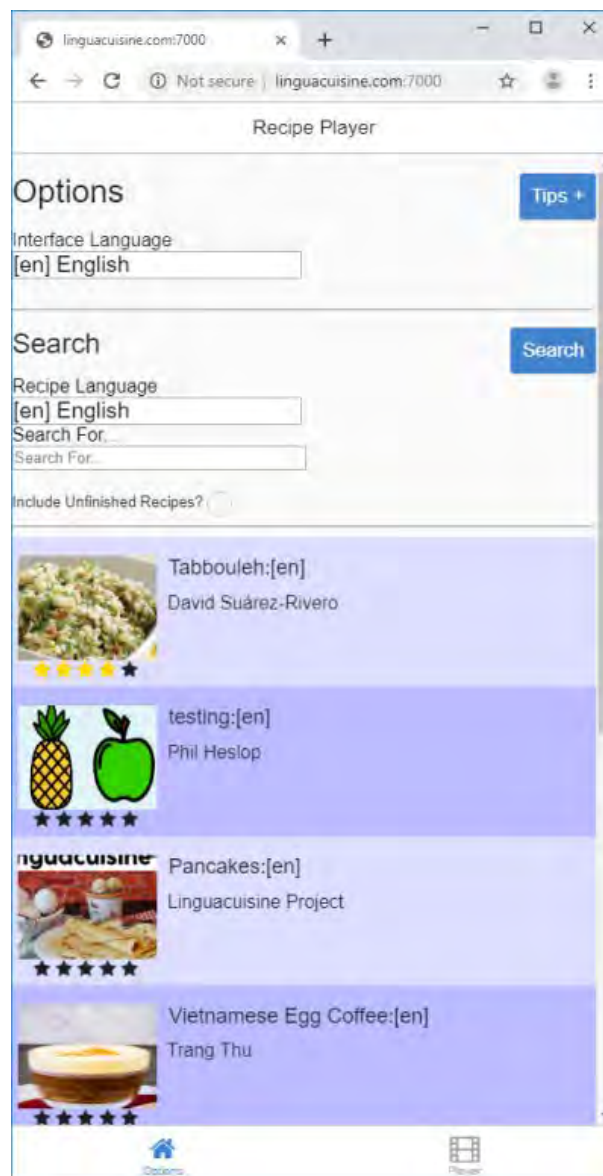 linguacuisine.com:7000
Not secure | linguacuisine.com:7000
Recipe Player
Options
Tips +
Interface Language
[en] English
Search
Search
Recipe Language
[en] English
Search For..
Search For..
Include Unfinished Recipes?
Tabbouleh:[en]
David Suárez-Rivero
testing:[en]
Phil Heslop
nguacuisine
Pancakes:[en]
Linguacuisine Project
Vietnamese Egg Coffee:[en]
Trang Thu
Options
Player